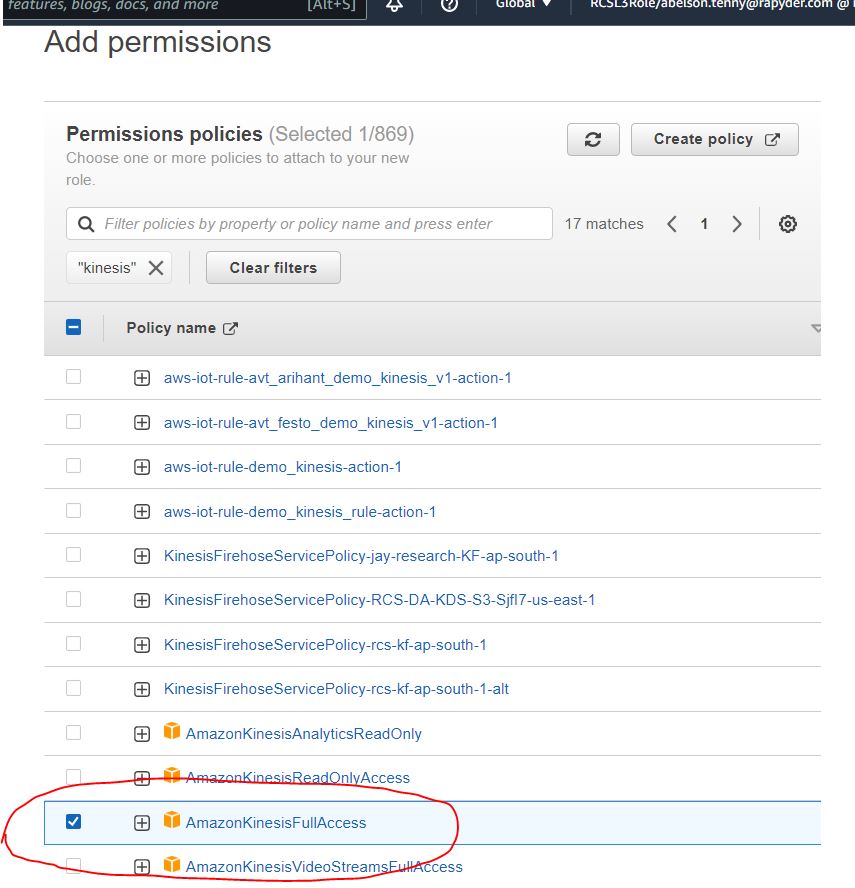 features, blogs, docs, and more [Alt+S] Global ▼ RCSL3Role/abelson.tenny@rapyder.com @
Add permissions
Permissions policies (Selected 1/869)
Create policy
Choose one or more policies to attach to your new
role.
Filter policies by property or policy name and press enter 17 matches 1
"kinesis" Clear filters
Policy name
aws-iot-rule-avt_arihant_demo_kinesis_v1-action-1
aws-iot-rule-avt_festo_demo_kinesis_v1-action-1
aws-iot-rule-demo_kinesis-action-1
aws-iot-rule-demo_kinesis_rule-action-1
KinesisFirehoseServicePolicy-jay-research-KF-ap-south-1
KinesisFirehoseServicePolicy-RCS-DA-KDS-S3-Sjfl7-us-east-1
KinesisFirehoseServicePolicy-rcs-kf-ap-south-1
KinesisFirehoseServicePolicy-rcs-kf-ap-south-1-alt
AmazonKinesisAnalyticsReadOnly
AmazonKinesisReadOnlyAccess
AmazonKinesisFullAccess
AmazonKinesisVideoStreamsFullAccess